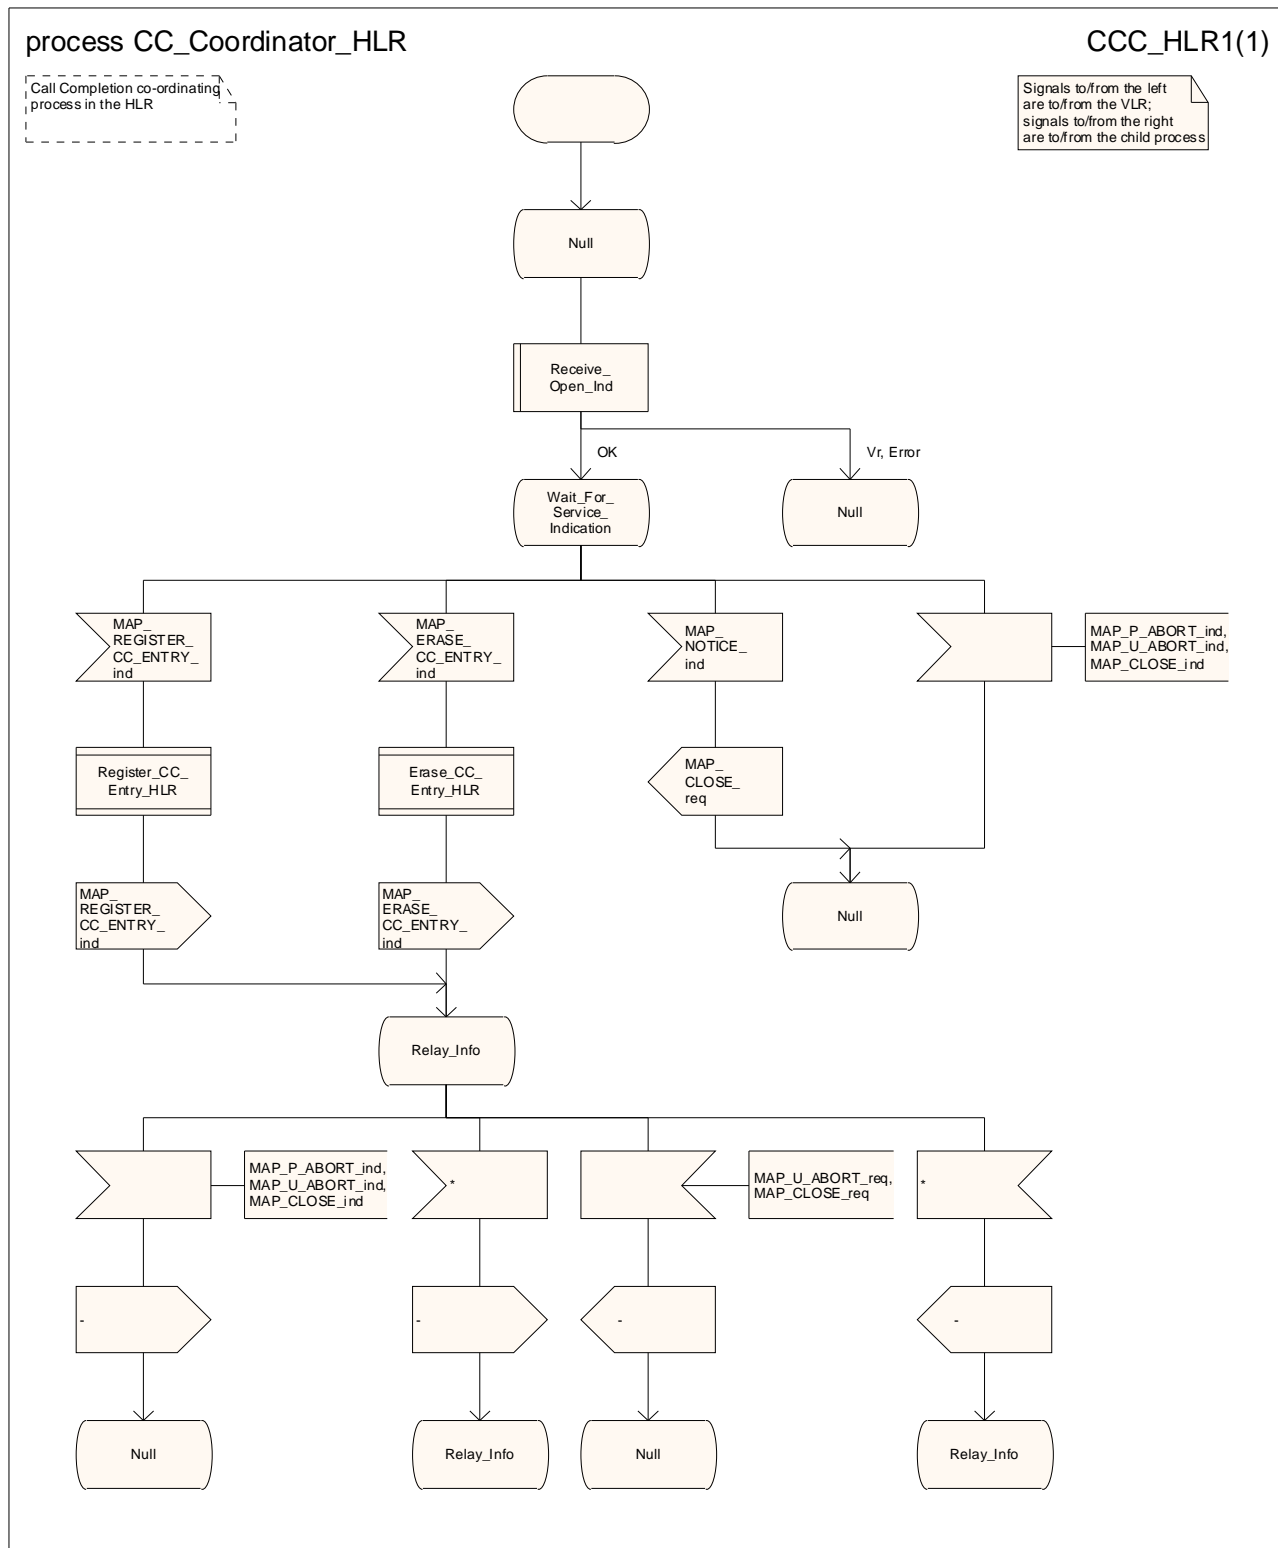 process CC_Coordinator_HLR
CCC_HLR1(1)
Call Completion co-ordinating
process in the HLR
Signals to/from the left
are to/from the VLR;
signals to/from the right
are to/from the child process
Null
Receive_
Open_Ind
OK
Vr, Error
Wait_For_
Service_
Indication
Null
MAP_
REGISTER_
CC_ENTRY_
ind
MAP_
ERASE_
CC_ENTRY_
ind
MAP_
NOTICE_
ind
MAP_P_ABORT_ind,
MAP_U_ABORT_ind,
MAP_CLOSE_ind
Register_CC_
Entry_HLR
Erase_CC_
Entry_HLR
MAP_
CLOSE_
req
MAP_
REGISTER_
CC_ENTRY_
ind
MAP_
ERASE_
CC_ENTRY_
ind
Null
Relay_Info
MAP_P_ABORT_ind,
MAP_U_ABORT_ind,
MAP_CLOSE_ind
*
MAP_U_ABORT_req,
MAP_CLOSE_req
*
-
-
-
-
Null
Relay_Info
Null
Relay_Info